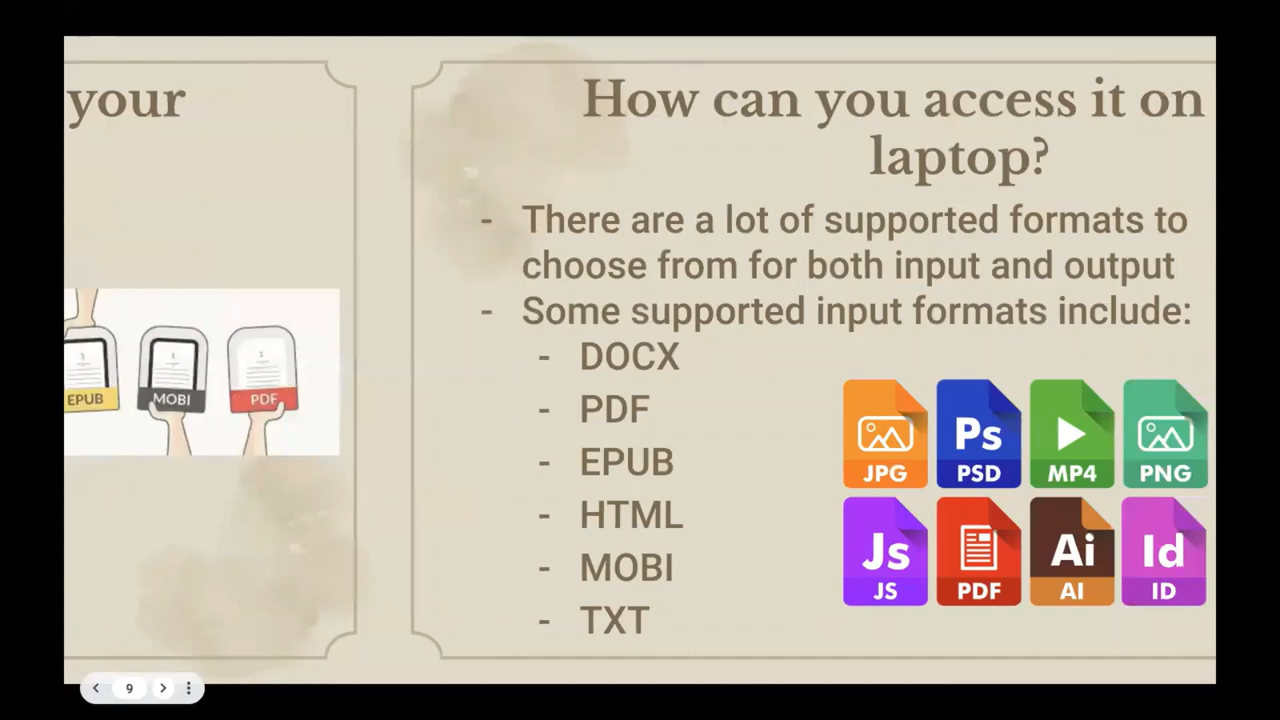 your
EPUB
MOBI
PDF
How can you access it on
laptop?
- There are a lot of supported formats to
choose from for both input and output
- Some supported input formats include:
- DOCX
- PDF
- EPUB
- HTML
- MOBI
- TXT
JPG
Ps
PSD
MP4
PNG
Js
JS
PDF
Ai
AI
Id
ID
9